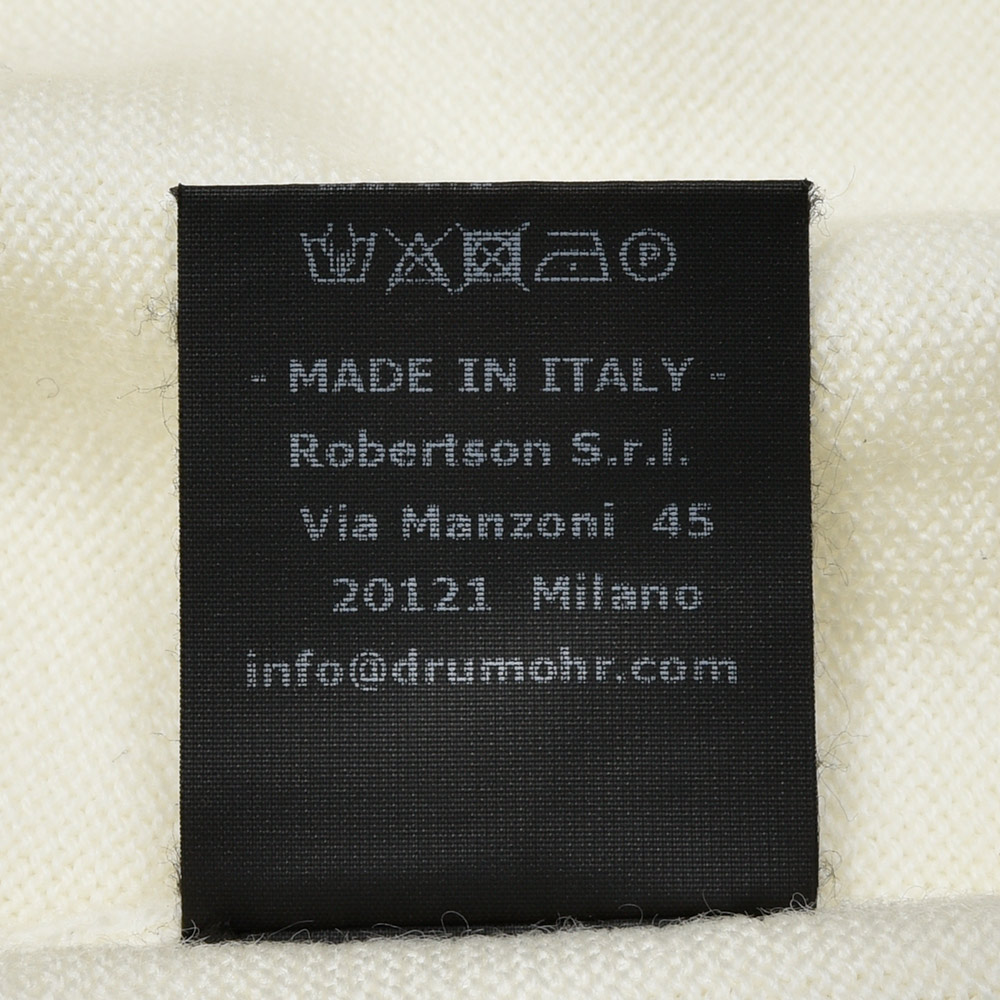 P
- MADE IN ITALY -
Robertson S.r.l.
Via Manzoni 45
20121 Milano
info@drumohr.com